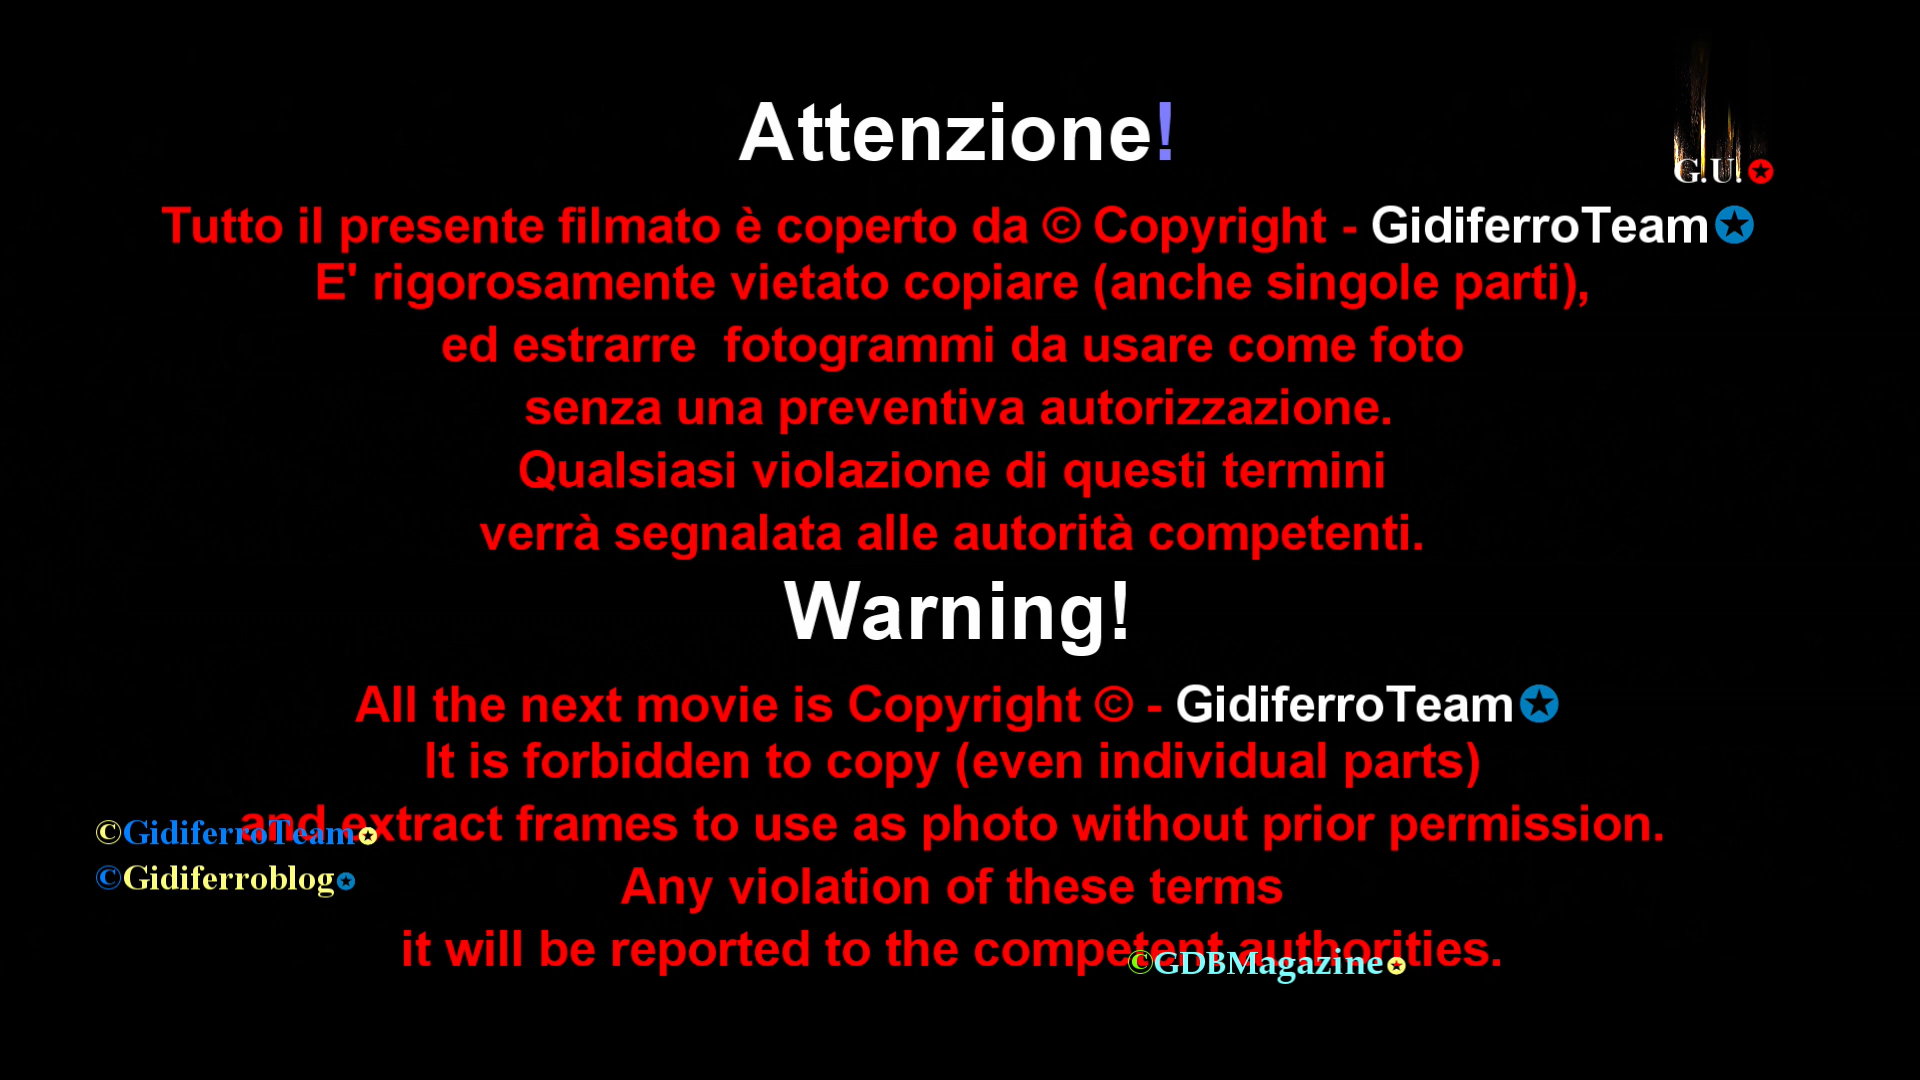 Attenzione!
G.U.✪
Tutto il presente filmato è coperto da © Copyright - GidiferroTeam✪
E' rigorosamente vietato copiare (anche singole parti),
ed estrarre  fotogrammi da usare come foto
senza una preventiva autorizzazione.
Qualsiasi violazione di questi termini
verrà segnalata alle autorità competenti.
Warning!
All the next movie is Copyright © - GidiferroTeam✪
It is forbidden to copy (even individual parts)
and extract frames to use as photo without prior permission.
©GidiferroTeam✪
©Gidiferroblog✪
Any violation of these terms
it will be reported to the competent authorities.
©GDBMagazine✪